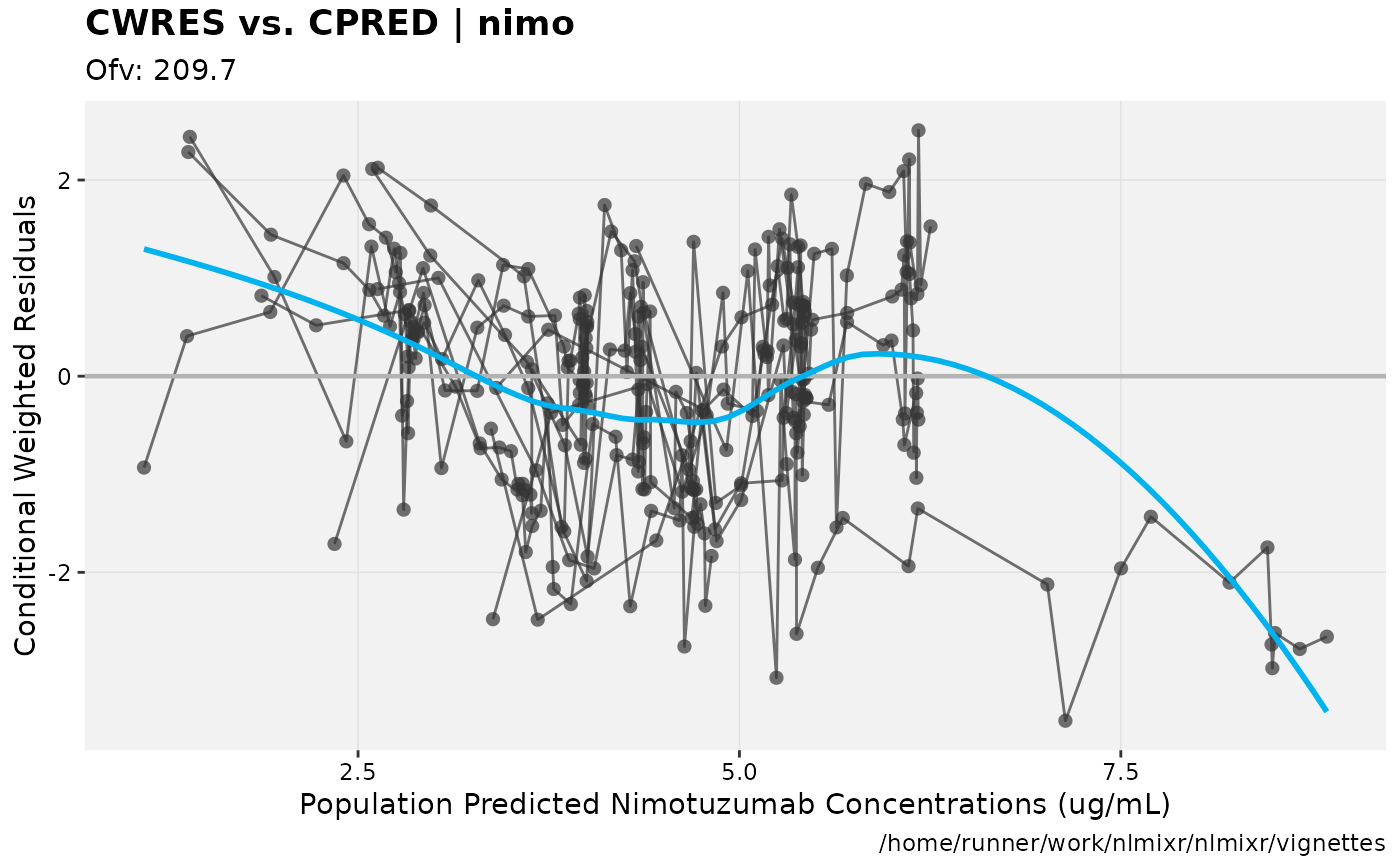 CWRES vs. CPRED | nimo
Ofv: 209.7
Conditional Weighted Residuals
2
0
-2
2.5
5.0
7.5
Population Predicted Nimotuzumab Concentrations (ug/mL)
/home/runner/work/nlmixr/nlmixr/vignettes